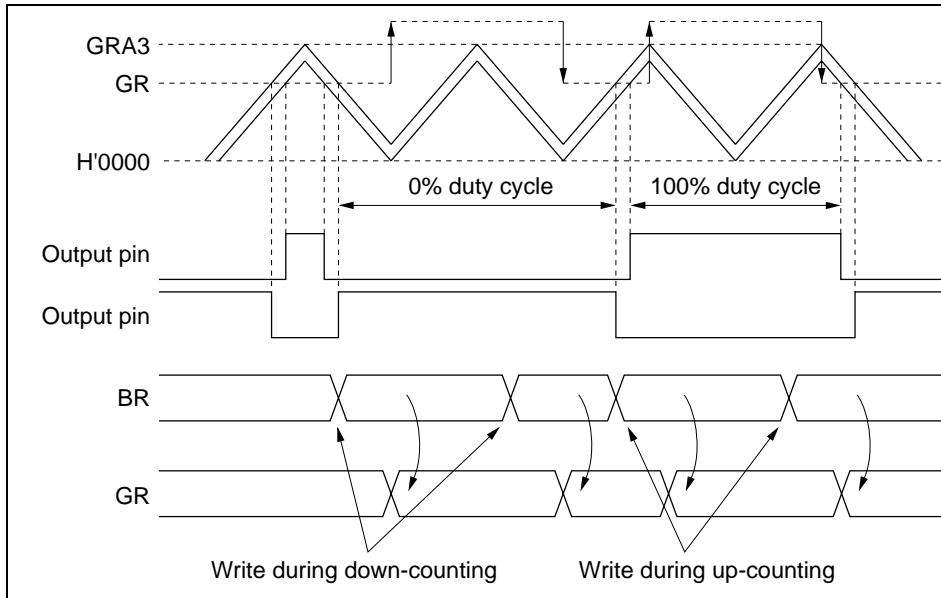 GRA3
GR
H'0000
0% duty cycle
100% duty cycle
Output pin
Output pin
BR
GR
Write during down-counting
Write during up-counting